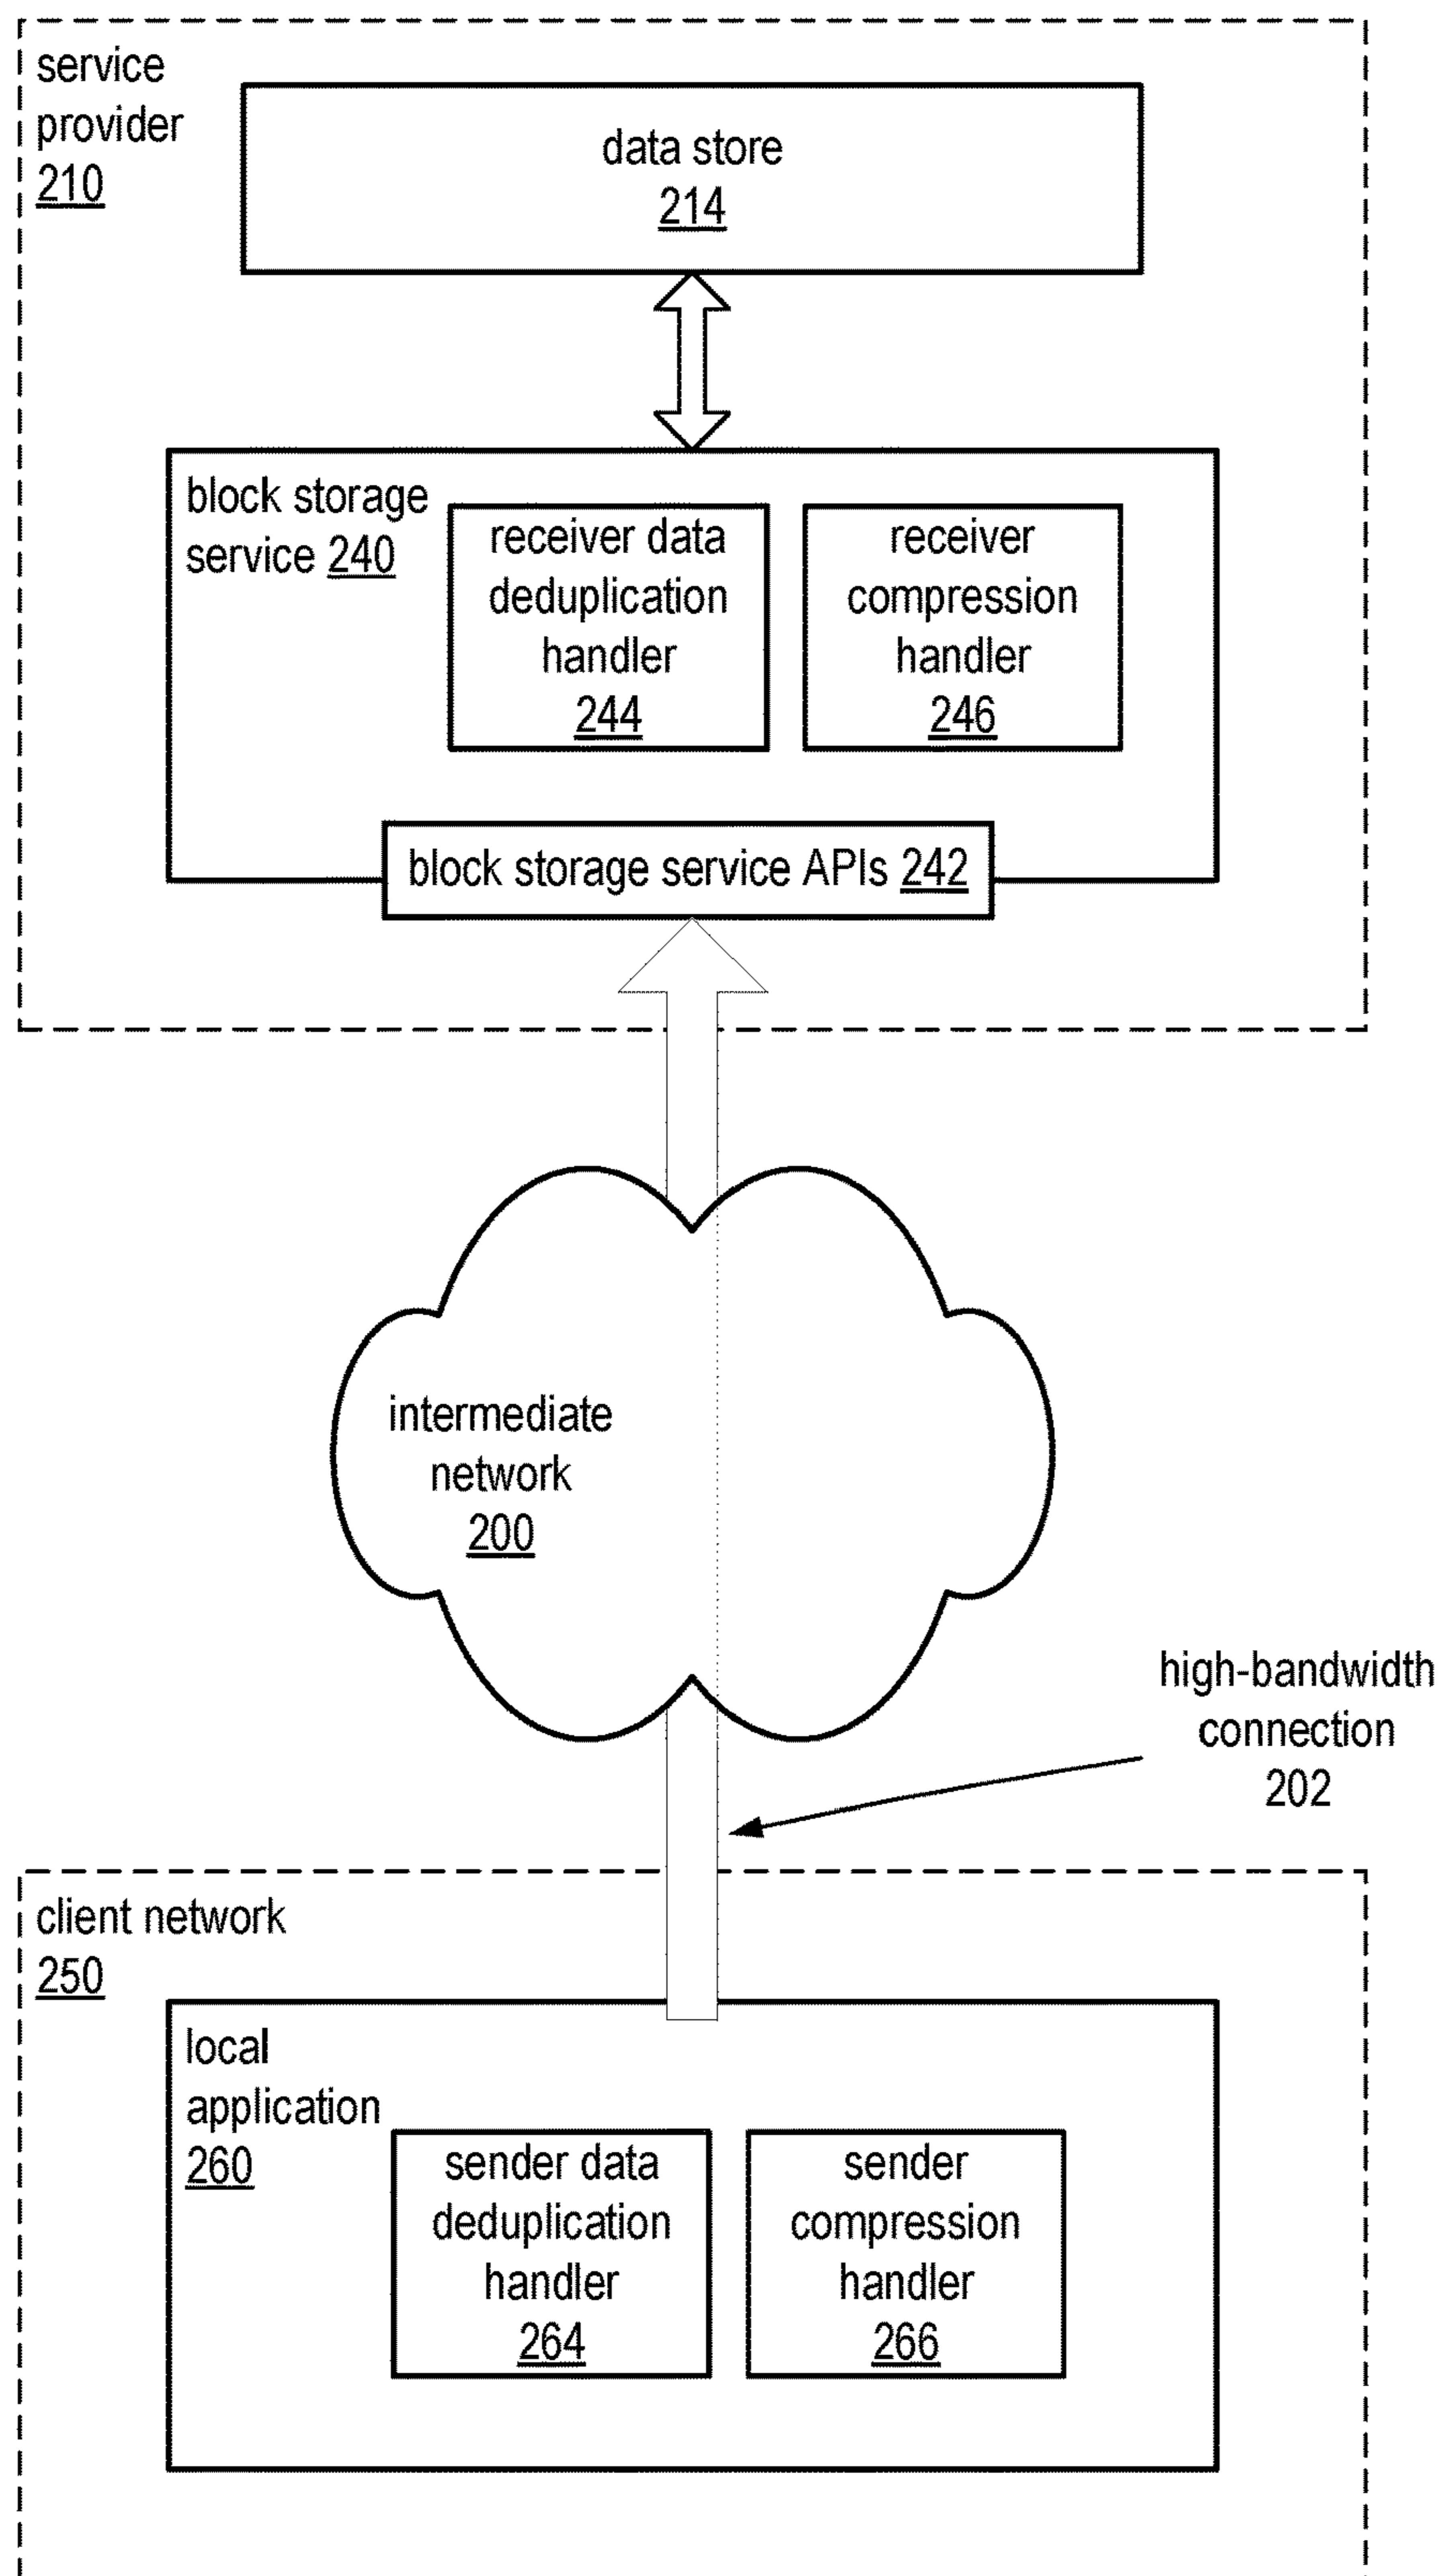 service
provider
210
data store
214
block storage
service 240
receiver data
deduplication
handler
244
receiver
compression
handler
246
block storage service APIs 242
intermediate
network
200
high-bandwidth
connection
202
client network
250
local
application
260
sender data
deduplication
handler
264
sender
compression
handler
266